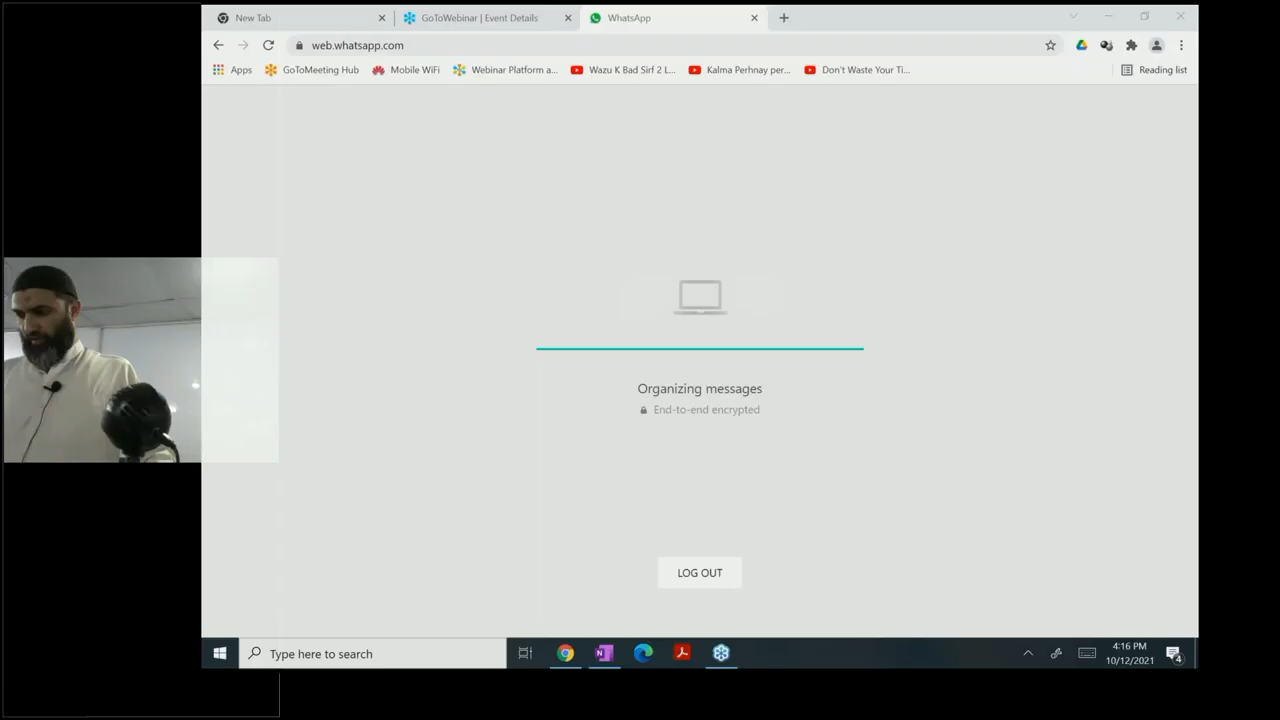 New Tab
GoToWebinar | Event Details
WhatsApp
web.whatsapp.com
Apps
GoToMeeting Hub
Mobile WiFi
Webinar Platform a...
Wazu K Bad Sirf 2 L...
Kalma Perhnay per...
Don't Waste Your Ti...
Reading list
Organizing messages
End-to-end encrypted
LOG OUT
Type here to search
N
4:16 PM
10/12/2021
4